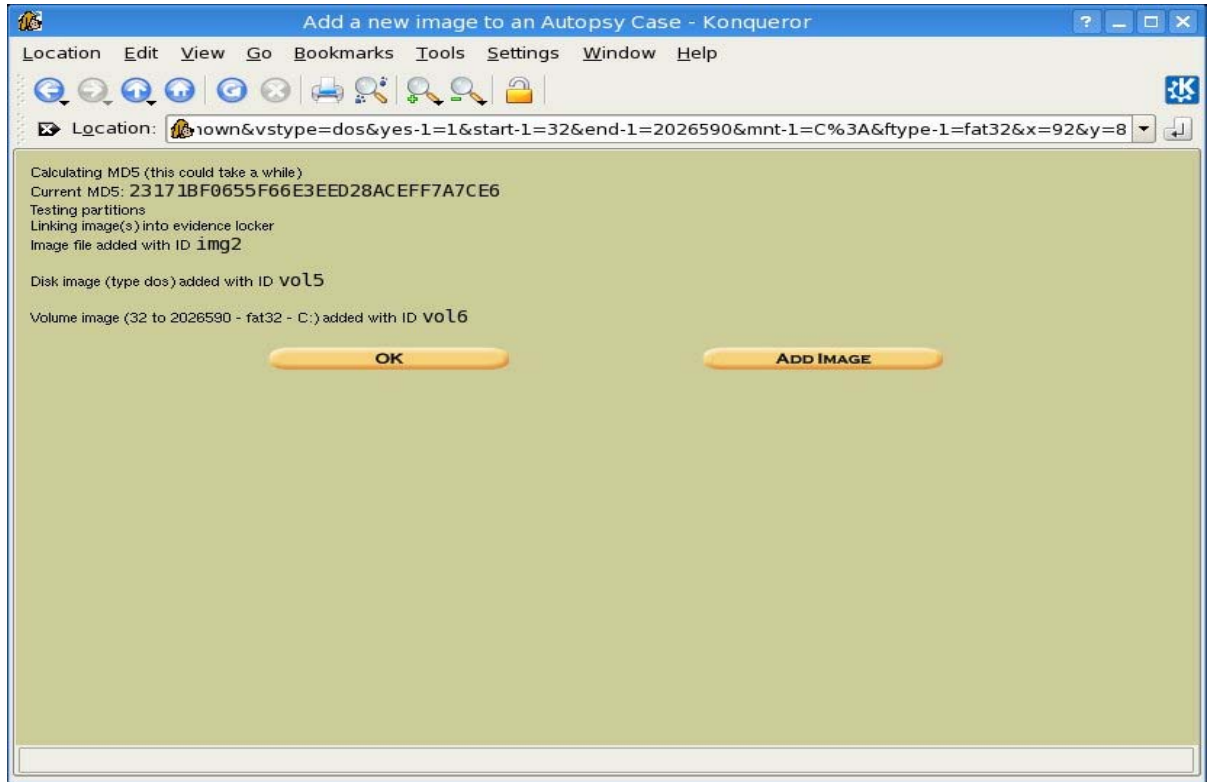 Add a new image to an Autopsy Case - Konqueror
Location Edit View Go Bookmarks Tools Settings Window Help
Location: nown&vstype=dos&yes-1=1&start-1=32&end-1=2026590&mnt-1=C%3A&ftype-1=fat32&x=92&y=8
Calculating MD5 (this could take a while)
Current MD5: 23171BF0655F66E3EED28ACEFF7A7CE6
Testing partitions
Linking image(s) into evidence locker
Image file added with ID img2
Disk image (type dos) added with ID vol5
Volume image (32 to 2026590 - fat32 - C:) added with ID vol6
OK ADD IMAGE